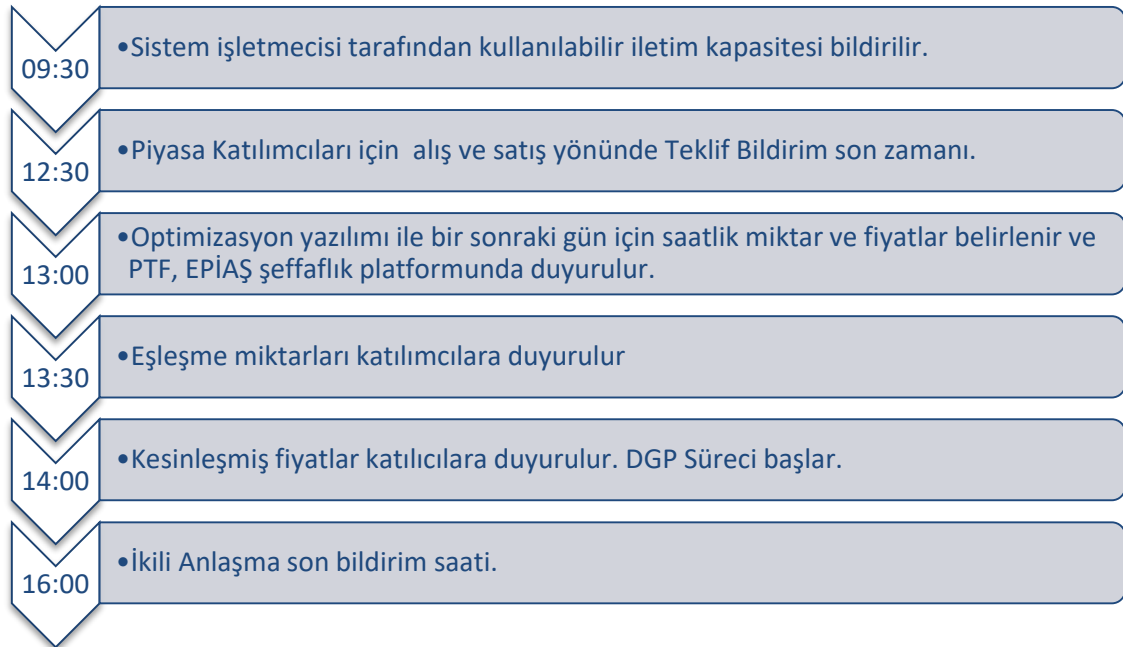 09:30
•Sistem işletmecisi tarafından kullanılabilir iletim kapasitesi bildirilir.
12:30
•Piyasa Katılımcıları için alış ve satış yönünde Teklif Bildirim son zamanı.
13:00
•Optimizasyon yazılımı ile bir sonraki gün için saatlik miktar ve fiyatlar belirlenir ve
PTF, EPİAŞ şeffaflık platformunda duyurulur.
13:30
•Eşleşme miktarları katılımcılara duyurulur
14:00
•Kesinleşmiş fiyatlar katılıcılara duyurulur. DGP Süreci başlar.
16:00
•İkili Anlaşma son bildirim saati.